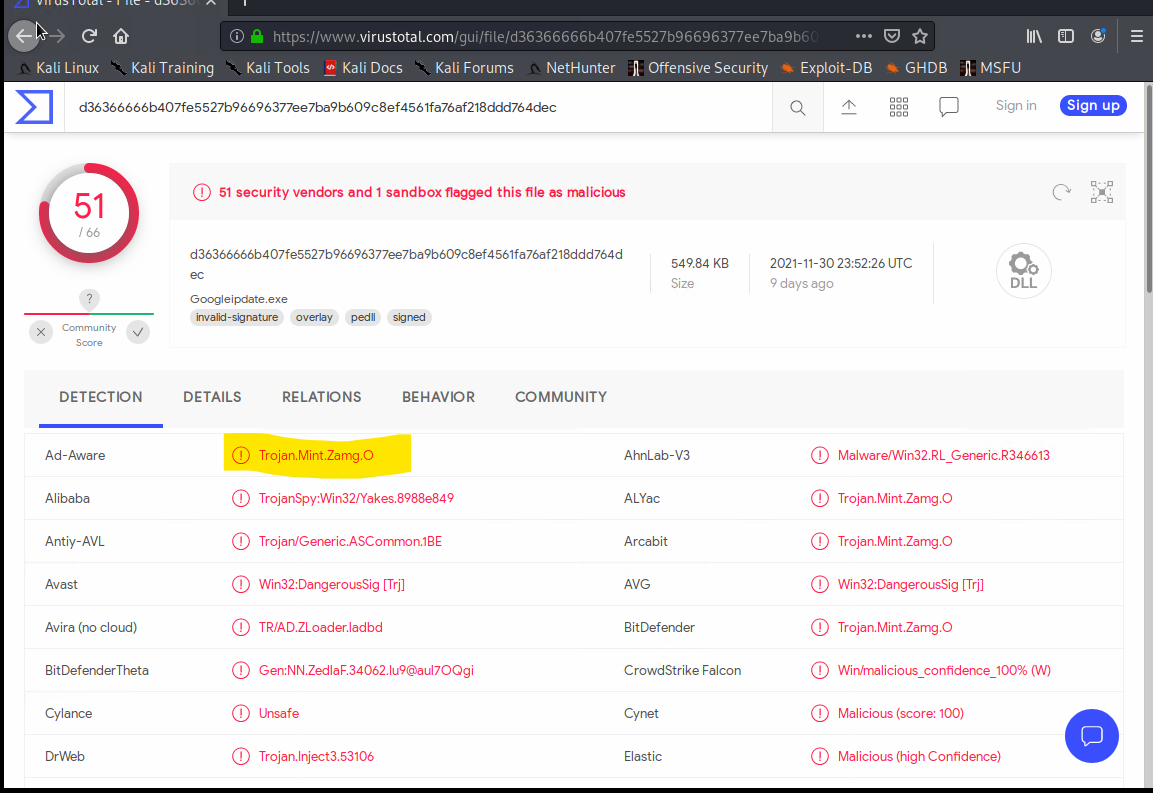 VirusTotal - File - d3636
https://www.virustotal.com/gui/file/d36366666b407fe5527b96696377ee7ba9b60
Kali Linux Kali Training Kali Tools Kali Docs Kali Forums NetHunter Offensive Security Exploit-DB GHDB MSFU
d36366666b407fe5527b96696377ee7ba9b609c8ef4561fa76af218ddd764dec
Sign in
Sign up
51
/ 66
51 security vendors and 1 sandbox flagged this file as malicious
d36366666b407fe5527b96696377ee7ba9b609c8ef4561fa76af218ddd764d
ec
Googleipdate.exe
invalid-signature overlay pedll signed
549.84 KB
Size
2021-11-30 23:52:26 UTC
9 days ago
DLL
?
Community
Score
DETECTION DETAILS RELATIONS BEHAVIOR COMMUNITY
Ad-Aware Trojan.Mint.Zamg.O AhnLab-V3 Malware/Win32.RL_Generic.R346613
Alibaba TrojanSpy:Win32/Yakes.8988e849 ALYac Trojan.Mint.Zamg.O
Antiy-AVL Trojan/Generic.ASCommon.1BE Arcabit Trojan.Mint.Zamg.O
Avast Win32:DangerousSig [Trj] AVG Win32:DangerousSig [Trj]
Avira (no cloud) TR/AD.ZLoader.ladbd BitDefender Trojan.Mint.Zamg.O
BitDefenderTheta Gen:NN.ZedlaF.34062.Iu9@aul7OQgi CrowdStrike Falcon Win/malicious_confidence_100% (W)
Cylance Unsafe Cynet Malicious (score: 100)
DrWeb Trojan.Inject3.53106 Elastic Malicious (high Confidence)